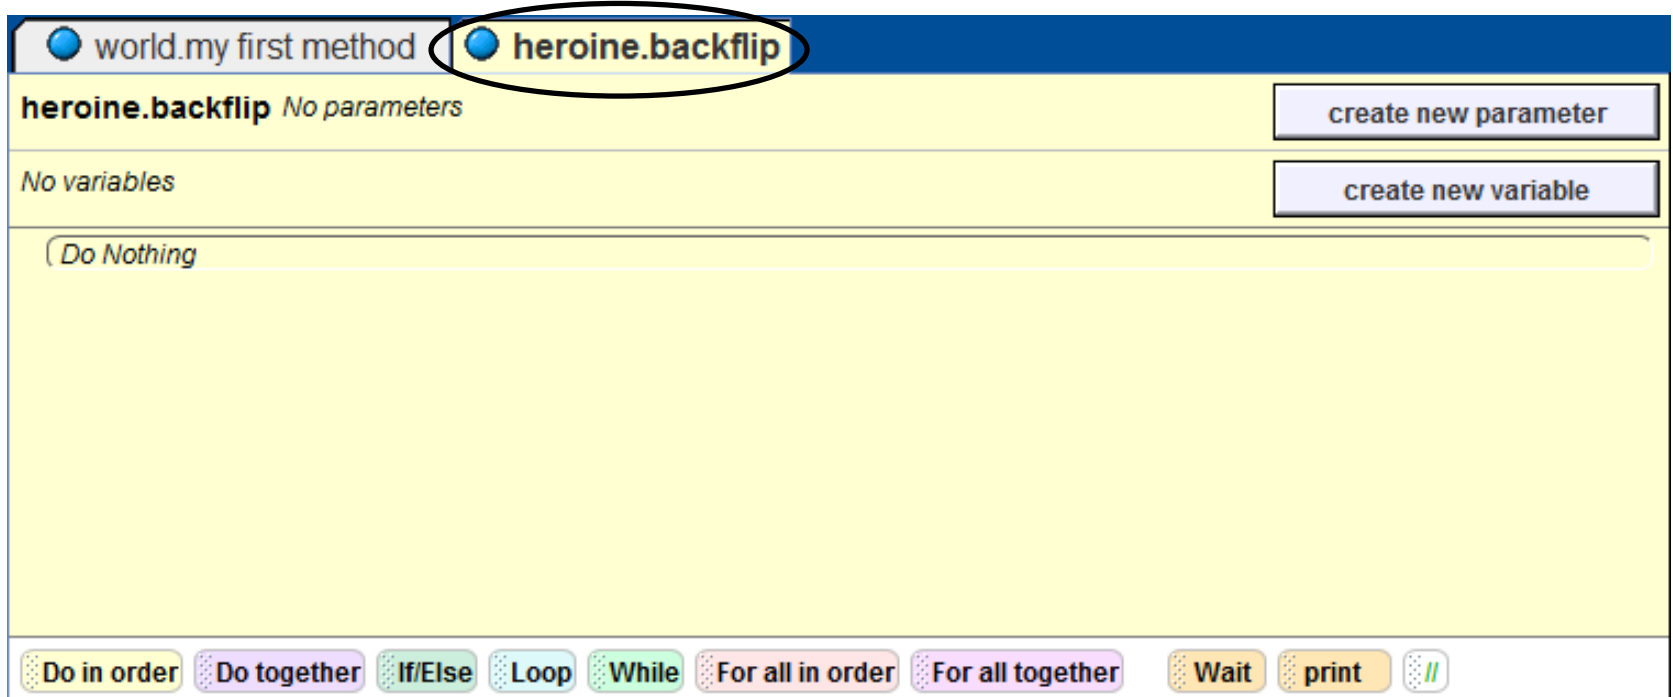 world.my first method heroine.backflip
heroine.backflip No parameters create new parameter
No variables create new variable
Do Nothing
Do in order Do together If/Else Loop While For all in order For all together Wait print //